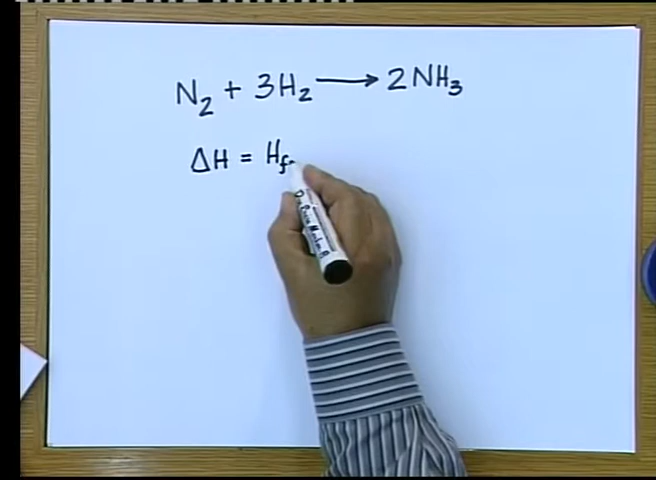 N₂ + 3H₂ ⟶ 2NH₃
ΔH = Hf